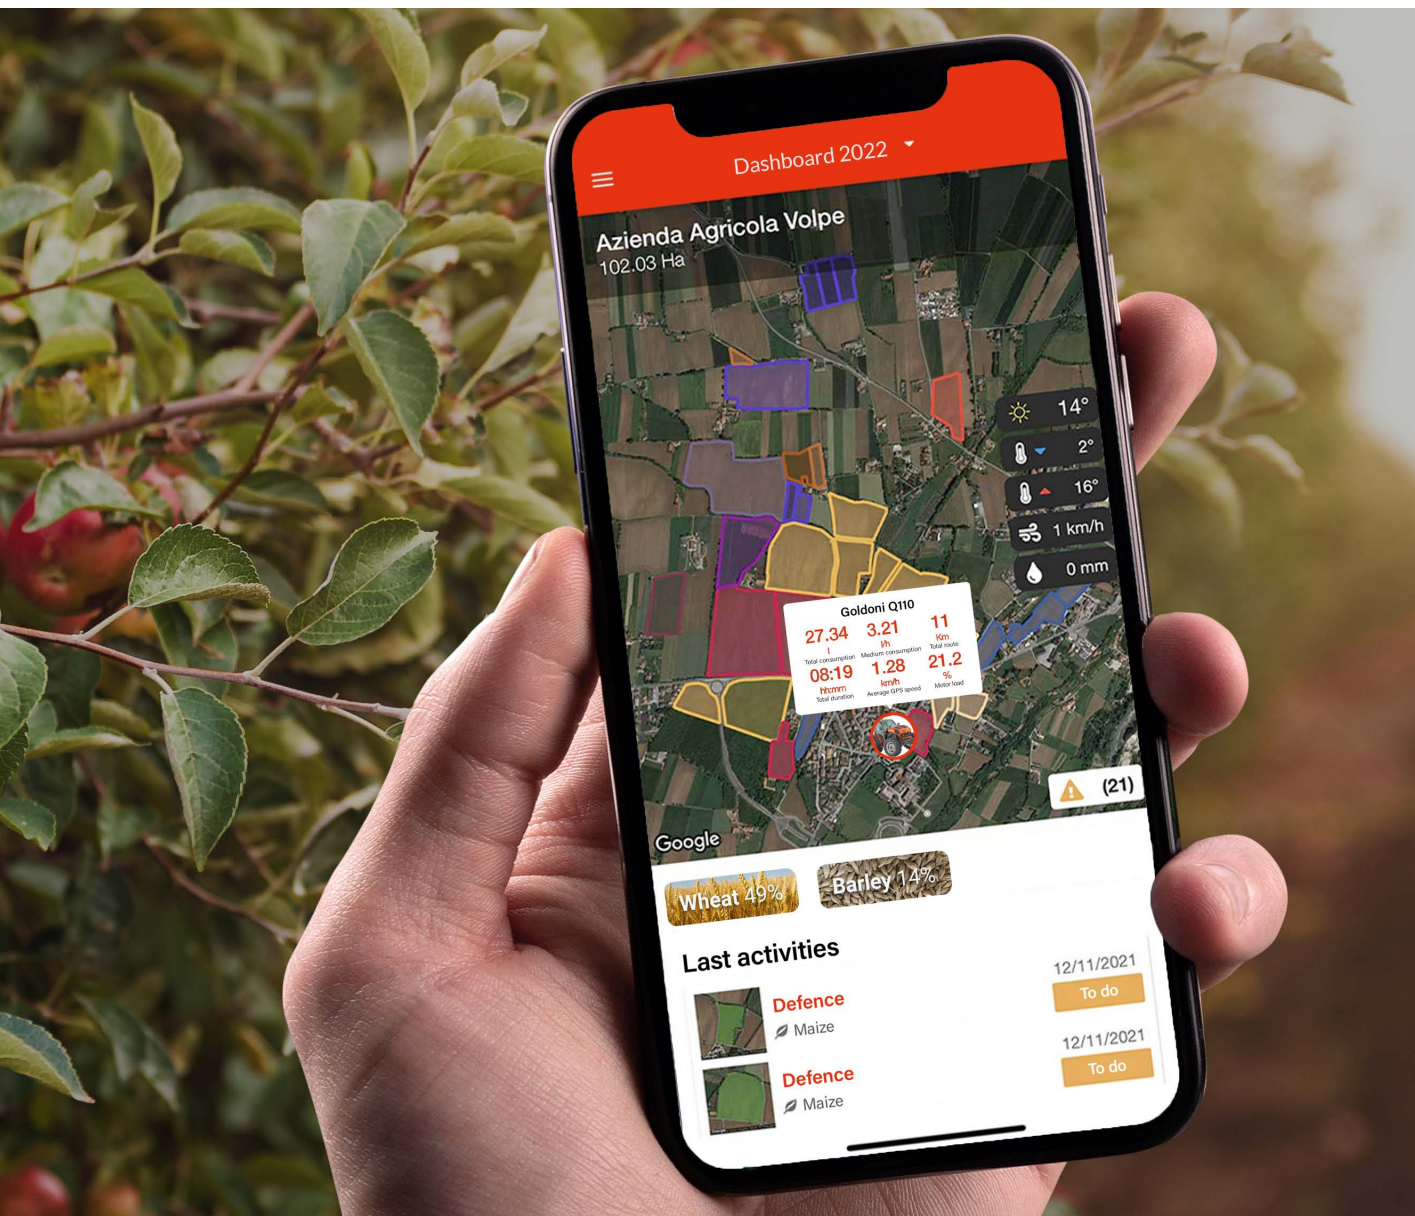 Dashboard 2022
Azienda Agricola Volpe
102.03 Ha
14°
2°
16°
1 km/h
0 mm
Goldoni Q110
27.34 3.21 11
l l/h Km
Total consumption Medium consumption Total route
08:19 1.28 21.2
hh:mm km/h %
Total duration Average GPS speed Motor load
(21)
Google
Wheat 49% Barley 14%
Last activities
Defence 12/11/2021
Maize To do
Defence 12/11/2021
Maize To do